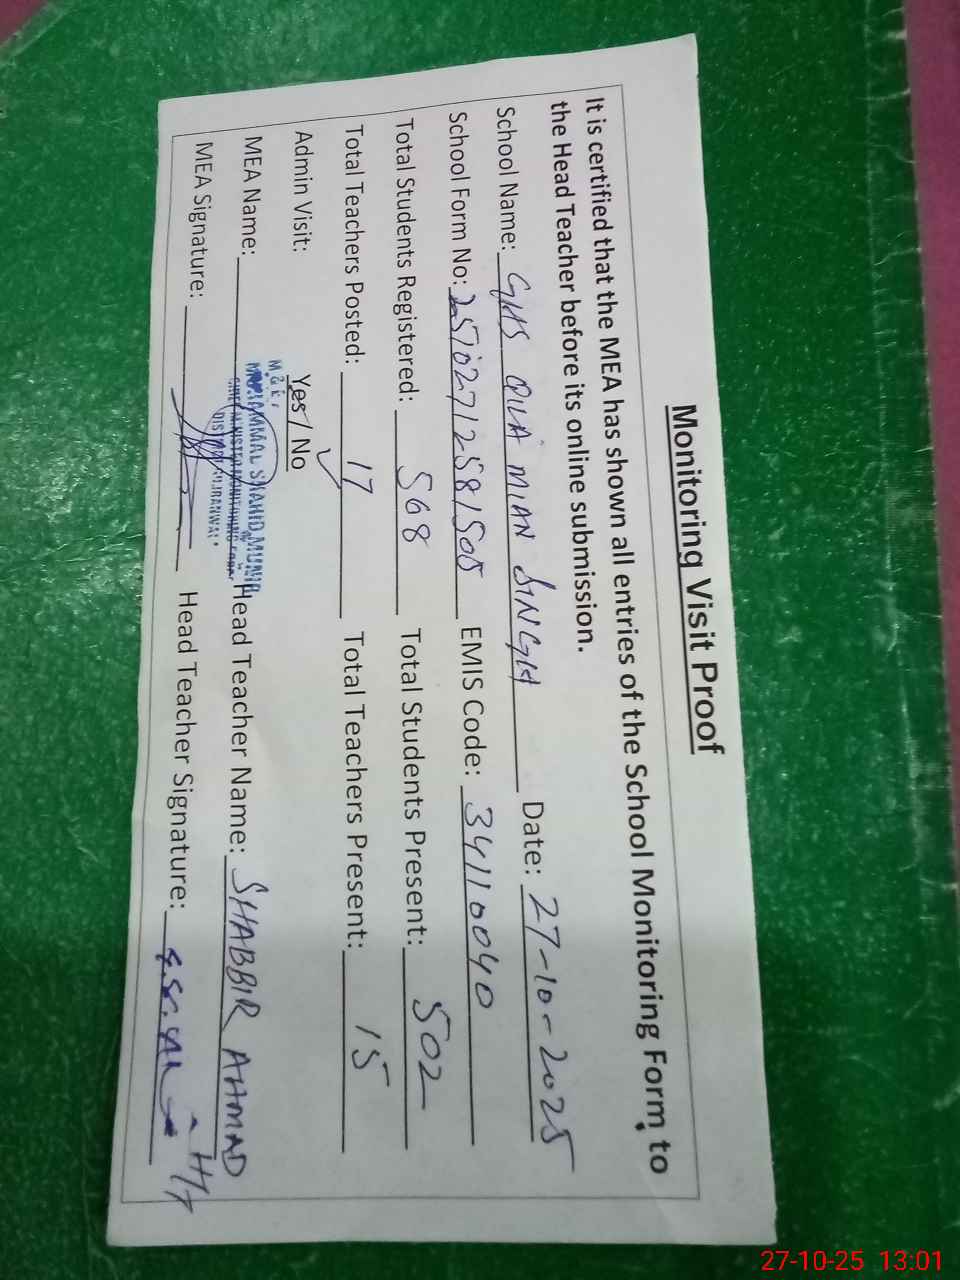 Monitoring Visit Proof
It is certified that the MEA has shown all entries of the School Monitoring Form to
the Head Teacher before its online submission.
School Name: GHS QILA MIAN SINGH Date: 27-10-2025
School Form No: EMIS Code: 34110040
Total Students Registered: 568 Total Students Present: 502
Total Teachers Posted: 17 Total Teachers Present: 15
Admin Visit: Yes / No ✓
MEA Name: MUHAMMAD SHAHID Head Teacher Name: SHABBIR AHMAD
MEA Signature: Head Teacher Signature:
27-10-25 13:01